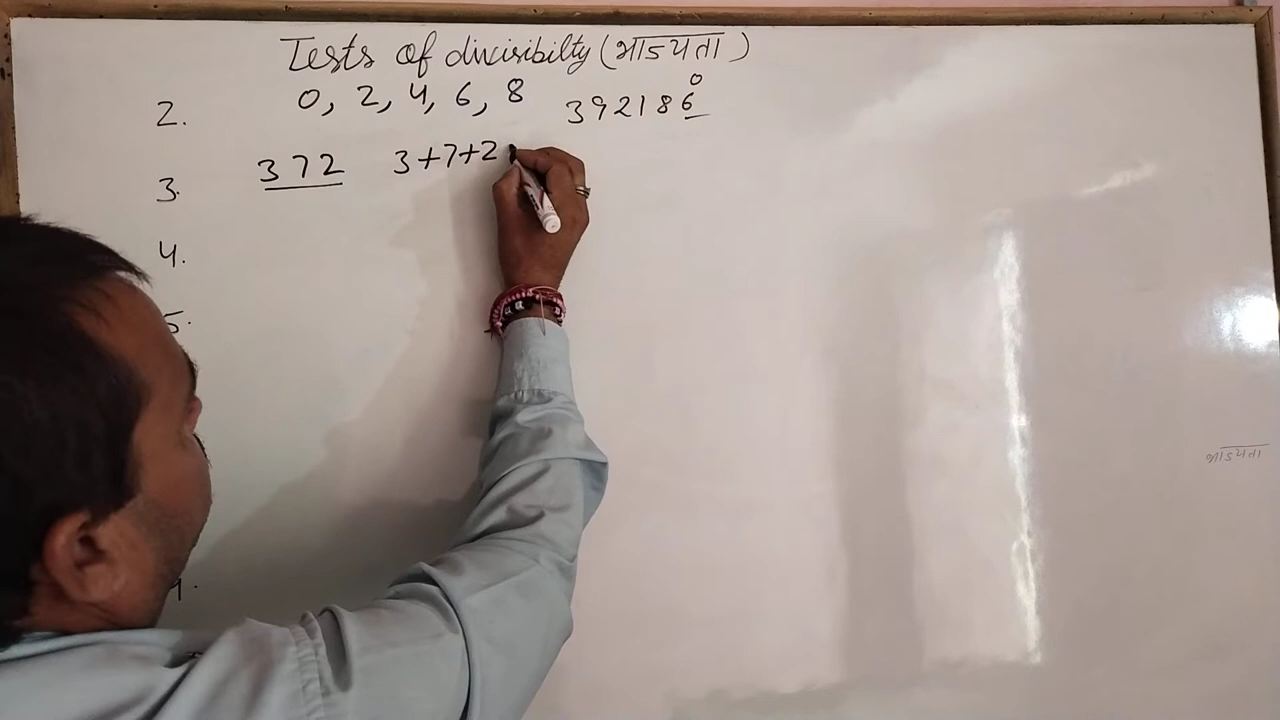 Tests of divisibilty (भाज्यता)
2. 0, 2, 4, 6, 8 392186 0
3. 372 3+7+2
4.
5.
भाज्यता